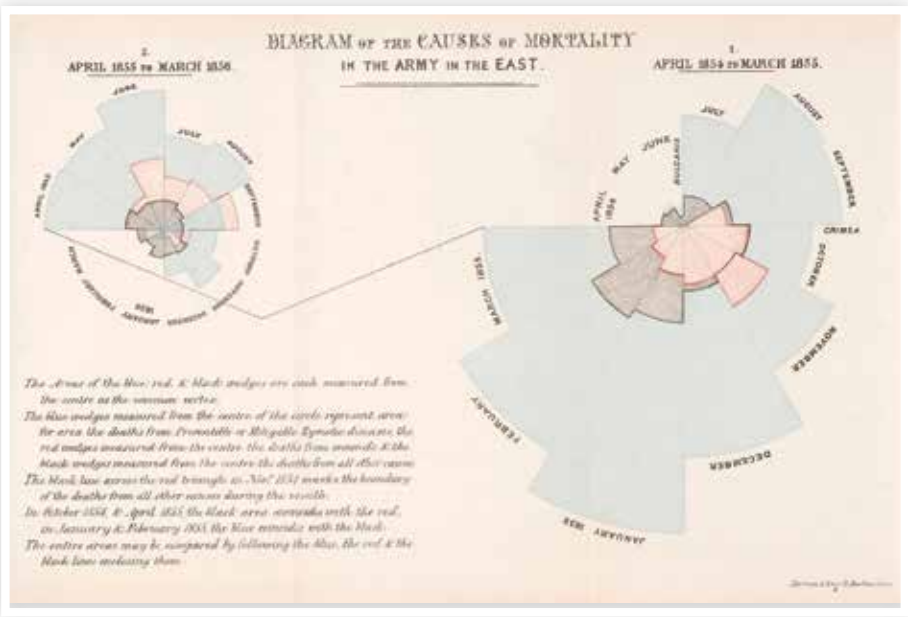 DIAGRAM OF THE CAUSES OF MORTALITY
IN THE ARMY IN THE EAST.
2.
APRIL 1855 TO MARCH 1856.
JUNE
MAY
APRIL 1855
JULY
AUGUST
SEPTEMBER
OCTOBER
NOVEMBER
DECEMBER
1856
JANUARY
FEBRUARY
MARCH
1.
APRIL 1854 TO MARCH 1855.
JULY
AUGUST
SEPTEMBER
JUNE
MAY
APRIL
1854
BULGARIA
CRIMEA
OCTOBER
NOVEMBER
DECEMBER
JANUARY 1855
FEBRUARY
MARCH 1855
The Areas of the blue, red, & black wedges are each measured from
the centre as the common vertex.
The blue wedges measured from the centre of the circle represent area
for area the deaths from Preventible or Mitigable Zymotic diseases, the
red wedges measured from the centre the deaths from wounds, & the
black wedges measured from the centre the deaths from all other causes
The black line across the red triangle in Novr. 1854 marks the boundary
of the deaths from all other causes during the month.
In October 1854, & April 1855, the black area coincides with the red,
in January & February 1855, the blue coincides with the black.
The entire areas may be compared by following the blue, the red & the
black lines enclosing them.